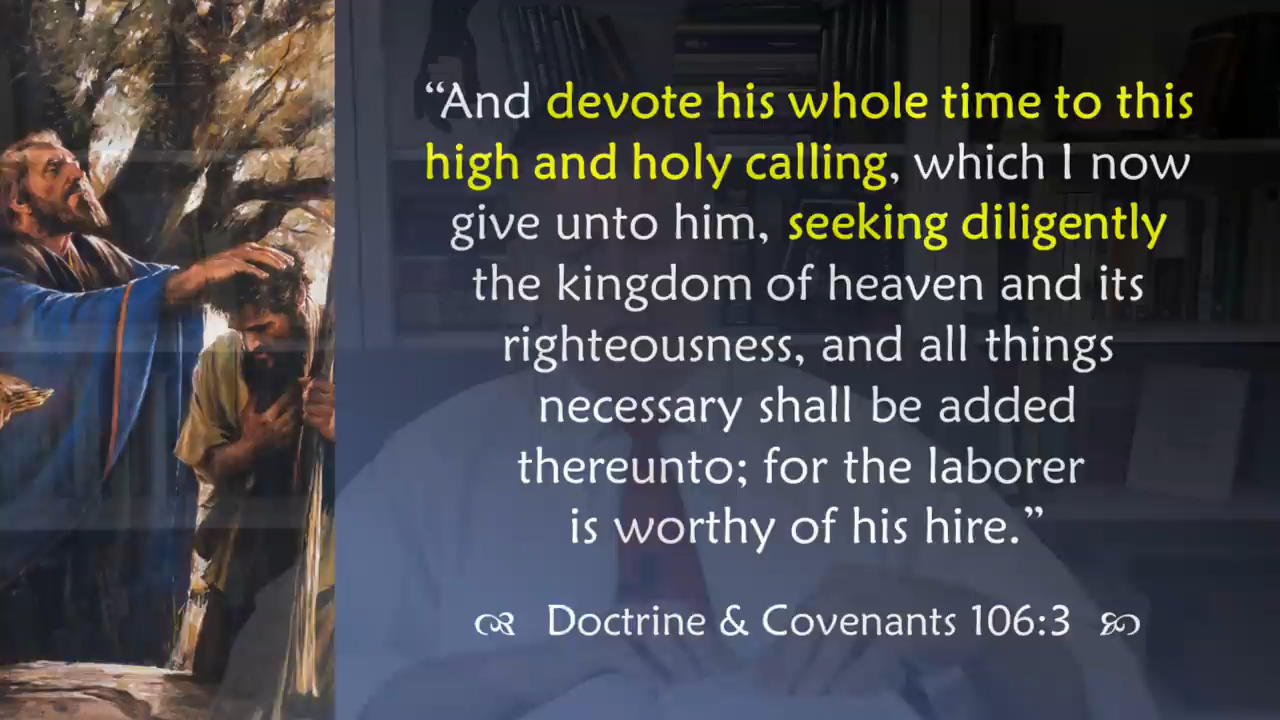 “And devote his whole time to this
high and holy calling, which I now
give unto him, seeking diligently
the kingdom of heaven and its
righteousness, and all things
necessary shall be added
thereunto; for the laborer
is worthy of his hire.”
Doctrine & Covenants 106:3